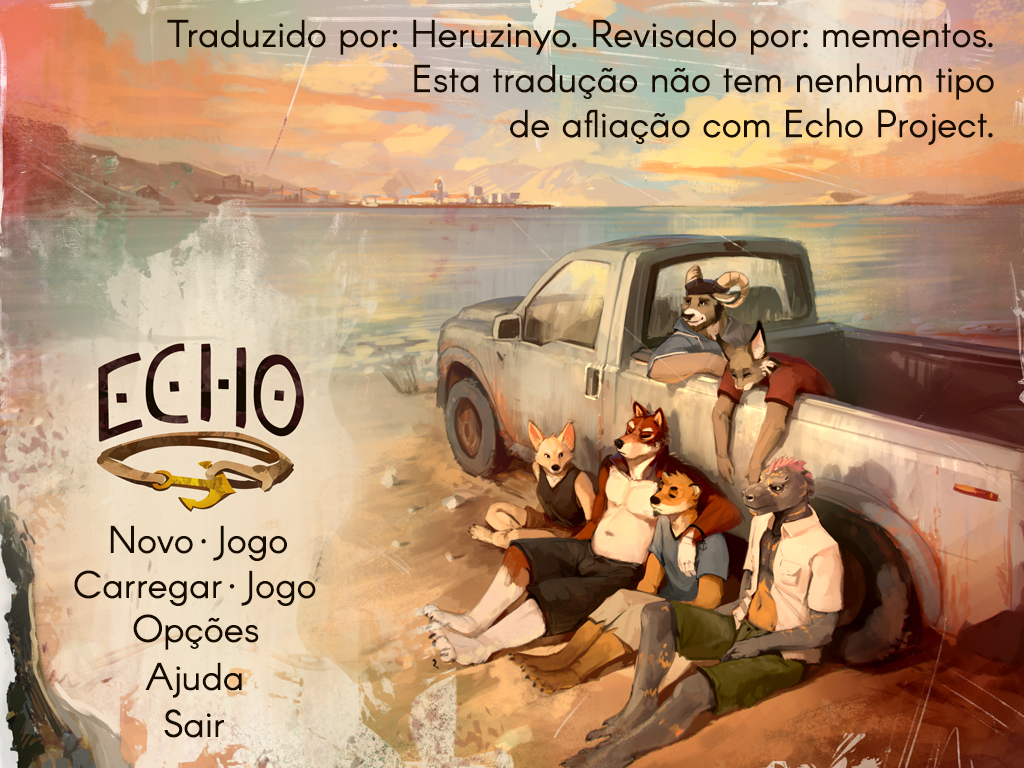 Traduzido por: Heruzinyo. Revisado por: mementos.
Esta tradução não tem nenhum tipo
de afliação com Echo Project.
ECHO
Novo · Jogo
Carregar · Jogo
Opções
Ajuda
Sair